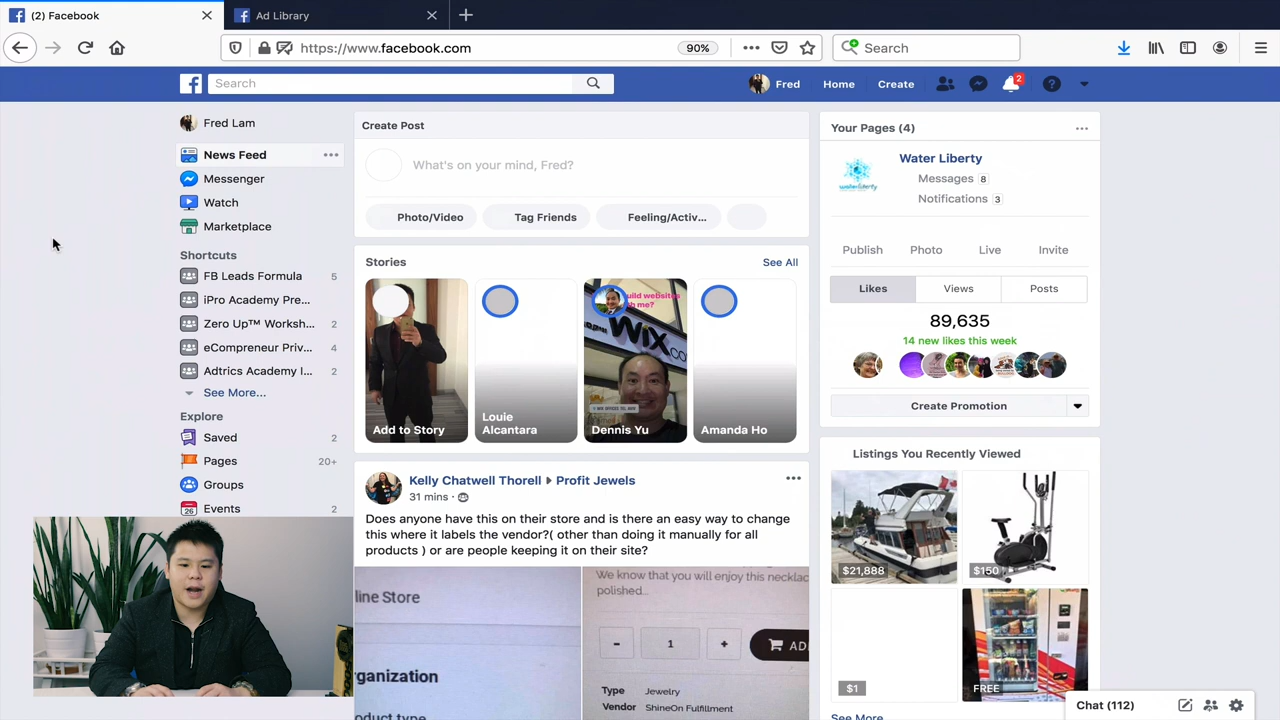 (2) Facebook
Ad Library
https://www.facebook.com
90%
Search
Search
Fred
Home
Create
2
Fred Lam
News Feed
Messenger
Watch
Marketplace
Shortcuts
FB Leads Formula 5
iPro Academy Pre...
Zero Up™ Worksh... 2
eCompreneur Priv... 4
Adtrics Academy I... 2
See More...
Explore
Saved 2
Pages 20+
Groups
26 Events 2
Create Post
What's on your mind, Fred?
Photo/Video
Tag Friends
Feeling/Activ...
Stories
See All
Add to Story
Louie
Alcantara
WIX.CO
Dennis Yu
Amanda Ho
Kelly Chatwell Thorell Profit Jewels
31 mins ·
Does anyone have this on their store and is there an easy way to change
this where it labels the vendor?( other than doing it manually for all
products ) or are people keeping it on their site?
line Store
rganization
oduct type
We know that you will enjoy this necklac
polished...
- 1 + AD
Type Jewelry
Vendor ShineOn Fulfillment
Your Pages (4)
Water Liberty
Messages 8
Notifications 3
Publish
Photo
Live
Invite
Likes
Views
Posts
89,635
14 new likes this week
Create Promotion
Listings You Recently Viewed
$21,888
$150
$1
FREE
See More
Chat (112)